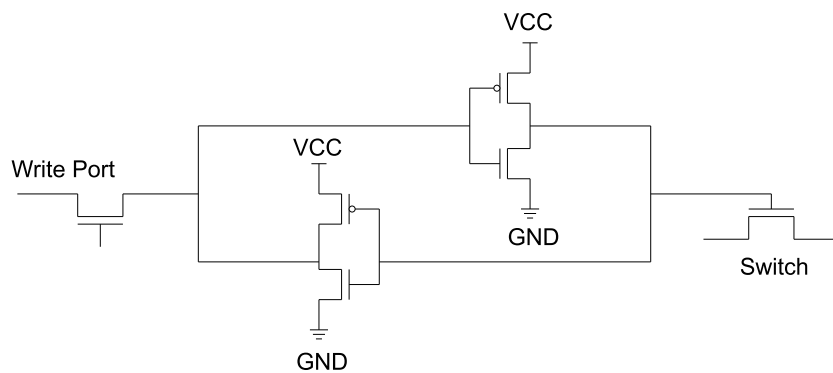 VCC
VCC
Write Port
GND
Switch
GND